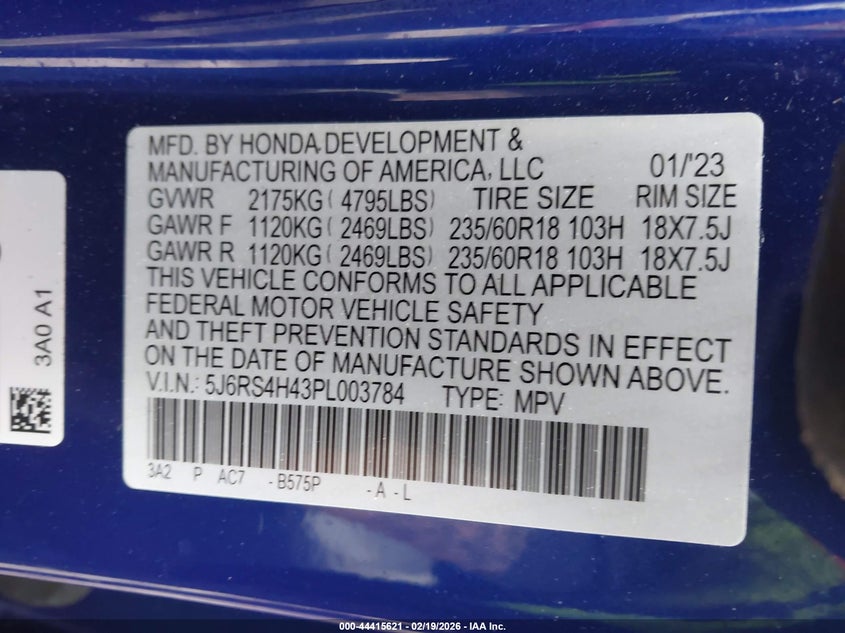 MFD. BY HONDA DEVELOPMENT &
MANUFACTURING OF AMERICA, LLC 01/'23
GVWR 2175KG ( 4795LBS) TIRE SIZE RIM SIZE
GAWR F 1120KG ( 2469LBS) 235/60R18 103H 18X7.5J
GAWR R 1120KG ( 2469LBS) 235/60R18 103H 18X7.5J
THIS VEHICLE CONFORMS TO ALL APPLICABLE
FEDERAL MOTOR VEHICLE SAFETY
AND THEFT PREVENTION STANDARDS IN EFFECT
ON THE DATE OF MANUFACTURE SHOWN ABOVE.
V.I.N.: 5J6RS4H43PL003784 TYPE: MPV
3A2 P AC7 - B575P - A - L
3A0 A1
000-44415621 - 02/19/2026 - IAA Inc.